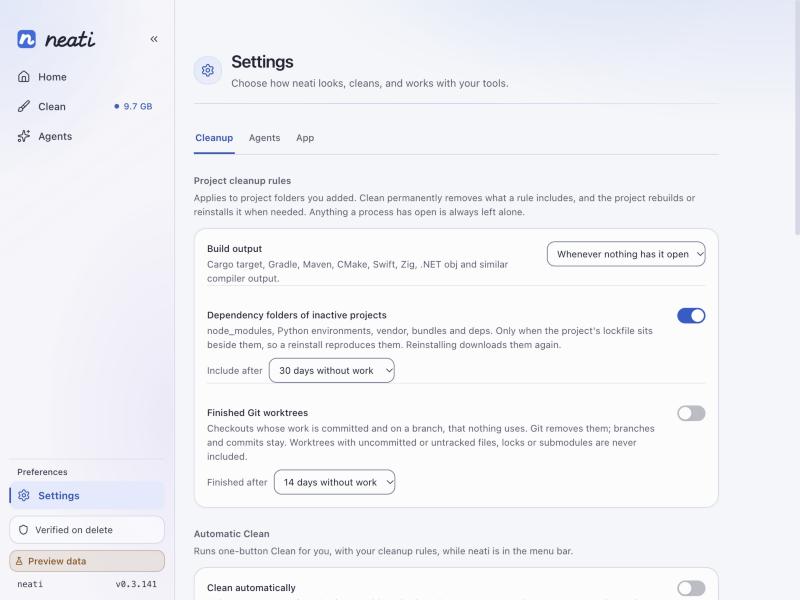 neati
Home
Clean
9.7 GB
Agents
Preferences
Settings
Verified on delete
Preview data
neati
v0.3.141
Settings
Choose how neati looks, cleans, and works with your tools.
Cleanup
Agents
App
Project cleanup rules
Applies to project folders you added. Clean permanently removes what a rule includes, and the project rebuilds or
reinstalls it when needed. Anything a process has open is always left alone.
Build output
Cargo target, Gradle, Maven, CMake, Swift, Zig, .NET obj and similar
compiler output.
Whenever nothing has it open
Dependency folders of inactive projects
node_modules, Python environments, vendor, bundles and deps. Only when the project's lockfile sits
beside them, so a reinstall reproduces them. Reinstalling downloads them again.
Include after
30 days without work
Finished Git worktrees
Checkouts whose work is committed and on a branch, that nothing uses. Git removes them; branches
and commits stay. Worktrees with uncommitted or untracked files, locks or submodules are never
included.
Finished after
14 days without work
Automatic Clean
Runs one-button Clean for you, with your cleanup rules, while neati is in the menu bar.
Clean automatically